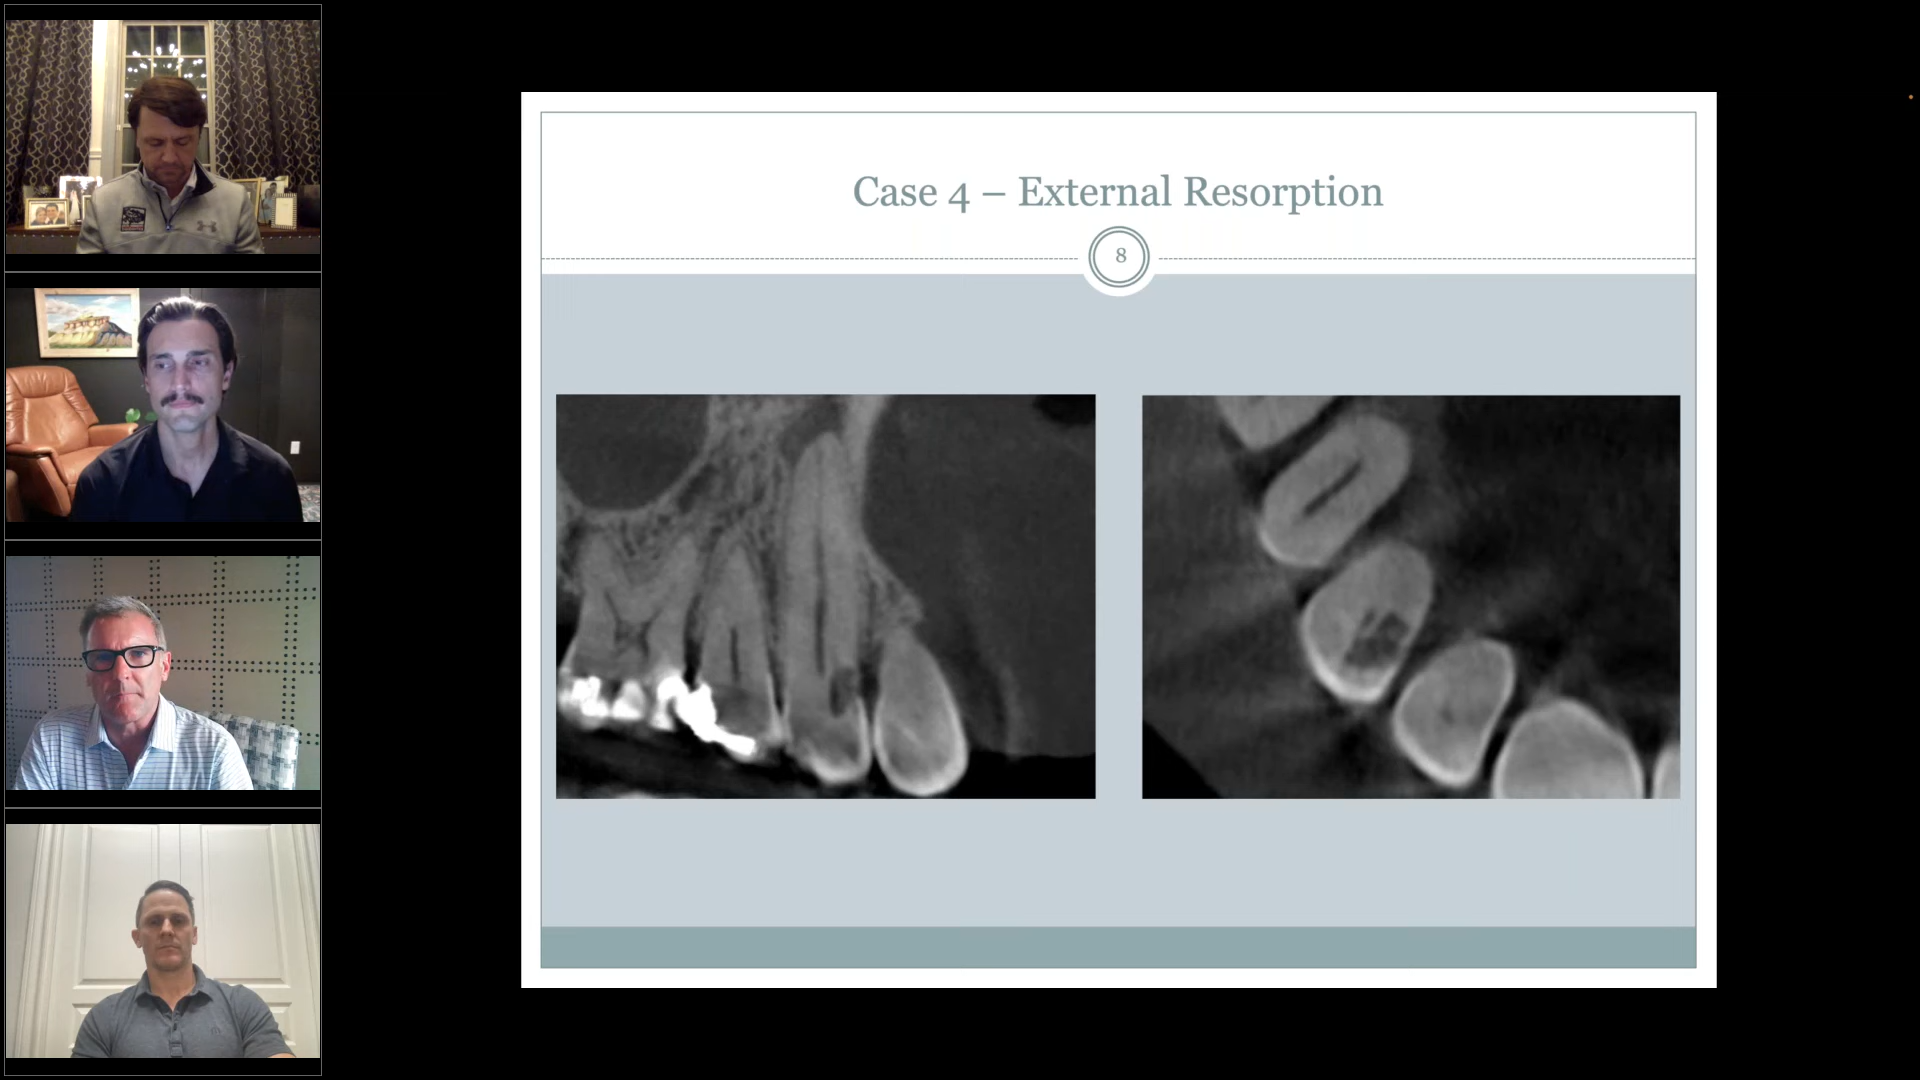 Case 4 – External Resorption
8